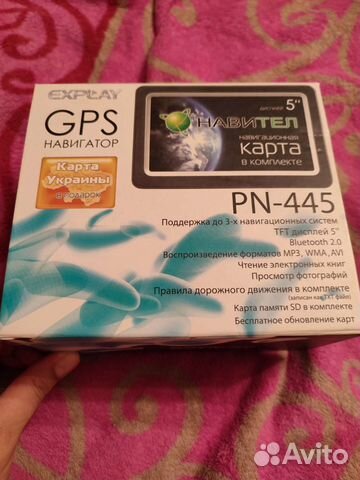 EXPLAY
GPS
НАВИГАТОР
Карта
Украины
в подарок
дисплей 5"
НАВИТЕЛ
навигационная
карта
в комплекте
PN-445
Поддержка до 3-х навигационных систем
TFT дисплей 5"
Bluetooth 2.0
Воспроизведение форматов MP3, WMA, AVI
Чтение электронных книг
Просмотр фотографий
Правила дорожного движения в комплекте
(записан как TXT файл)
Карта памяти SD в комплекте
Бесплатное обновление карт
Avito